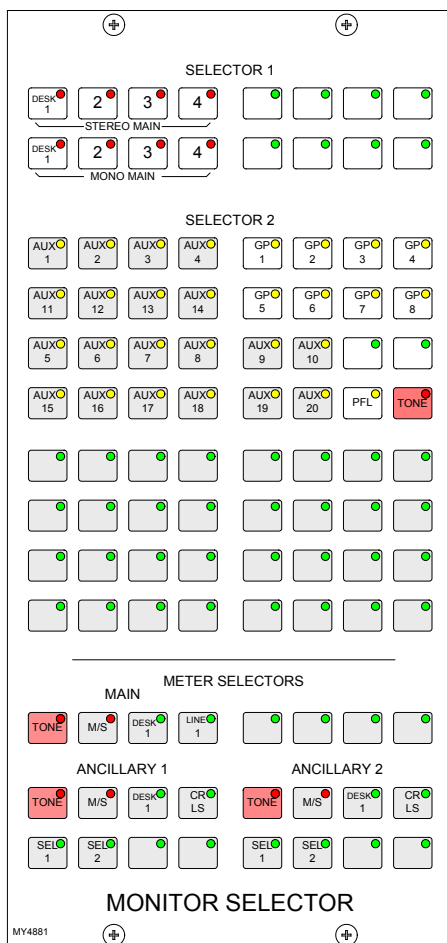 SELECTOR 1
DESK 1 2 3 4
STEREO MAIN
DESK 1 2 3 4
MONO MAIN
SELECTOR 2
AUX 1 AUX 2 AUX 3 AUX 4 GP 1 GP 2 GP 3 GP 4
AUX 11 AUX 12 AUX 13 AUX 14 GP 5 GP 6 GP 7 GP 8
AUX 5 AUX 6 AUX 7 AUX 8 AUX 9 AUX 10
AUX 15 AUX 16 AUX 17 AUX 18 AUX 19 AUX 20 PFL TONE
METER SELECTORS
MAIN
TONE M/S DESK 1 LINE 1
ANCILLARY 1 ANCILLARY 2
TONE M/S DESK 1 CR LS TONE M/S DESK 1 CR LS
SEL 1 SEL 2 SEL 1 SEL 2
MONITOR SELECTOR
MY4881